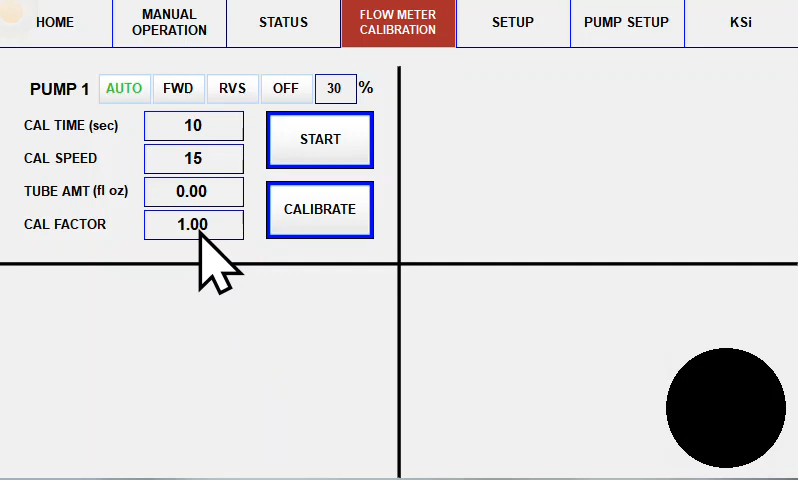 HOME
MANUAL
OPERATION
STATUS
FLOW METER
CALIBRATION
SETUP
PUMP SETUP
KSi
PUMP 1 AUTO FWD RVS OFF 30 %
CAL TIME (sec) 10
START
CAL SPEED 15
TUBE AMT (fl oz) 0.00
CALIBRATE
CAL FACTOR 1.00